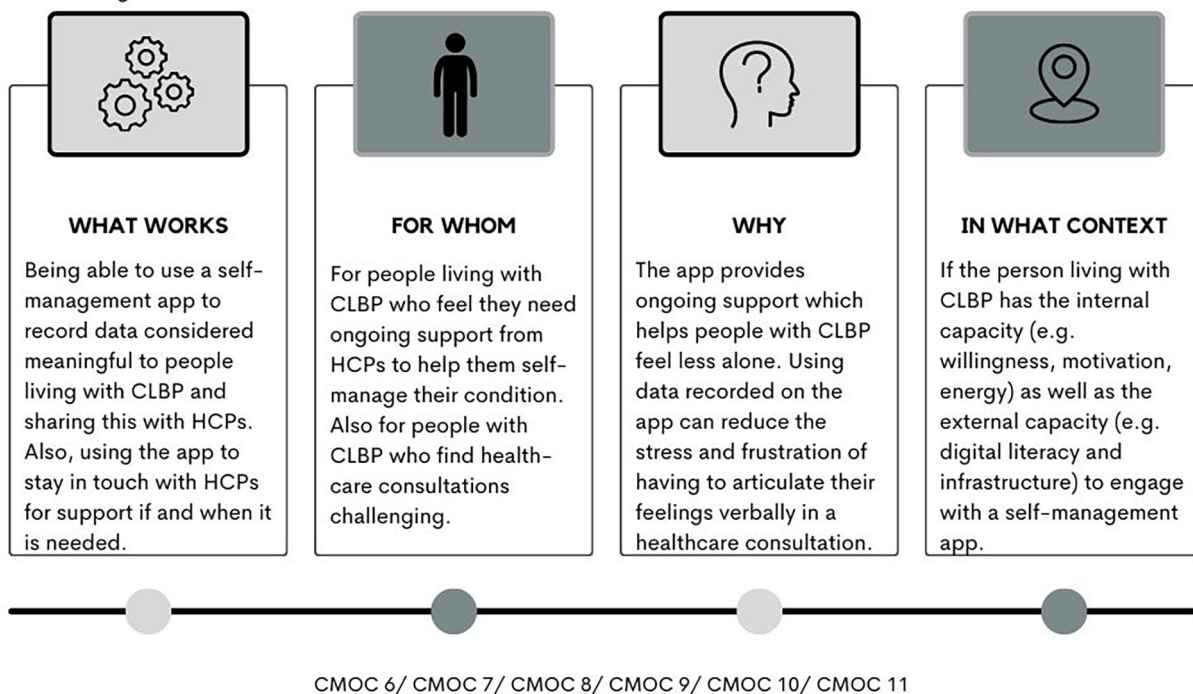 WHAT WORKS
Being able to use a self-
management app to
record data considered
meaningful to people
living with CLBP and
sharing this with HCPs.
Also, using the app to
stay in touch with HCPs
for support if and when it
is needed.
FOR WHOM
For people living with
CLBP who feel they need
ongoing support from
HCPs to help them self-
manage their condition.
Also for people with
CLBP who find health-
care consultations
challenging.
WHY
The app provides
ongoing support which
helps people with CLBP
feel less alone. Using
data recorded on the
app can reduce the
stress and frustration of
having to articulate their
feelings verbally in a
healthcare consultation.
IN WHAT CONTEXT
If the person living with
CLBP has the internal
capacity (e.g.
willingness, motivation,
energy) as well as the
external capacity (e.g.
digital literacy and
infrastructure) to engage
with a self-management
app.
CMOC 6/ CMOC 7/ CMOC 8/ CMOC 9/ CMOC 10/ CMOC 11